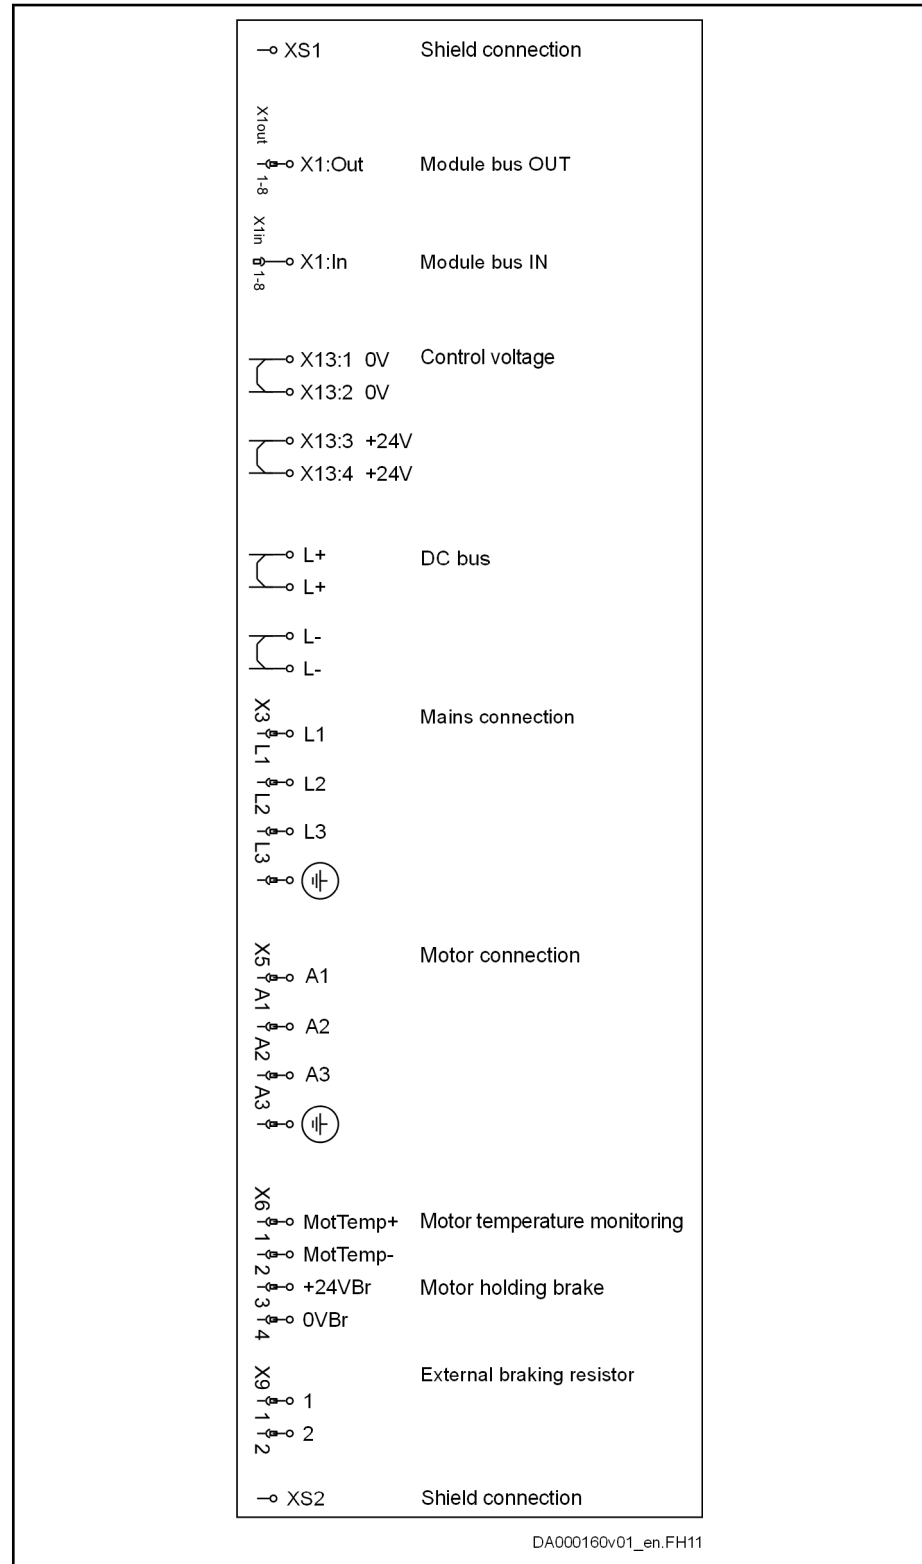 XS1 Shield connection
X1out
1-8
X1:Out Module bus OUT
X1in
1-8
X1:In Module bus IN
X13:1 0V Control voltage
X13:2 0V
X13:3 +24V
X13:4 +24V
L+ DC bus
L+
L-
L-
X3 Mains connection
L1 L1
L2 L2
L3 L3
X5 Motor connection
A1 A1
A2 A2
A3 A3
X6
1 MotTemp+ Motor temperature monitoring
2 MotTemp-
3 +24VBr Motor holding brake
4 0VBr
X9 External braking resistor
1 1
2 2
XS2 Shield connection
DA000160v01_en.FH11